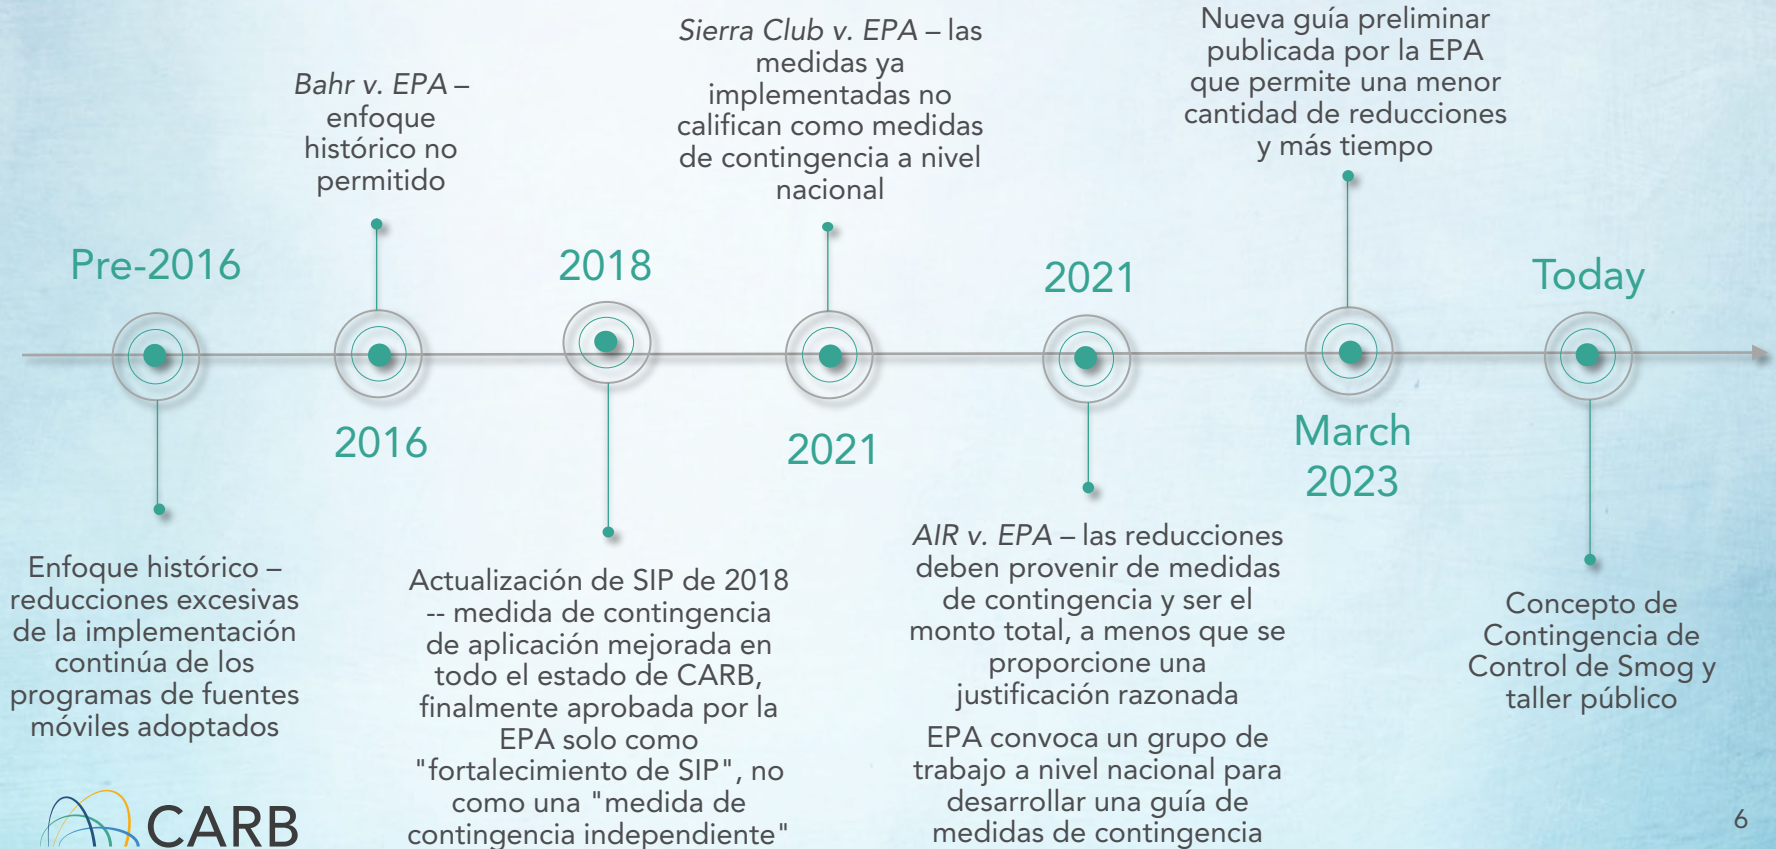 Pre-2016
Enfoque histórico –
reducciones excesivas
de la implementación
continúa de los
programas de fuentes
móviles adoptados
Bahr v. EPA –
enfoque
histórico no
permitido
2016
2018
Actualización de SIP de 2018
-- medida de contingencia
de aplicación mejorada en
todo el estado de CARB,
finalmente aprobada por la
EPA solo como
"fortalecimiento de SIP", no
como una "medida de
contingencia independiente"
Sierra Club v. EPA – las
medidas ya
implementadas no
califican como medidas
de contingencia a nivel
nacional
2021
2021
AIR v. EPA – las reducciones
deben provenir de medidas
de contingencia y ser el
monto total, a menos que se
proporcione una
justificación razonada
EPA convoca un grupo de
trabajo a nivel nacional para
desarrollar una guía de
medidas de contingencia
Nueva guía preliminar
publicada por la EPA
que permite una menor
cantidad de reducciones
y más tiempo
March
2023
Today
Concepto de
Contingencia de
Control de Smog y
taller público
CARB
6